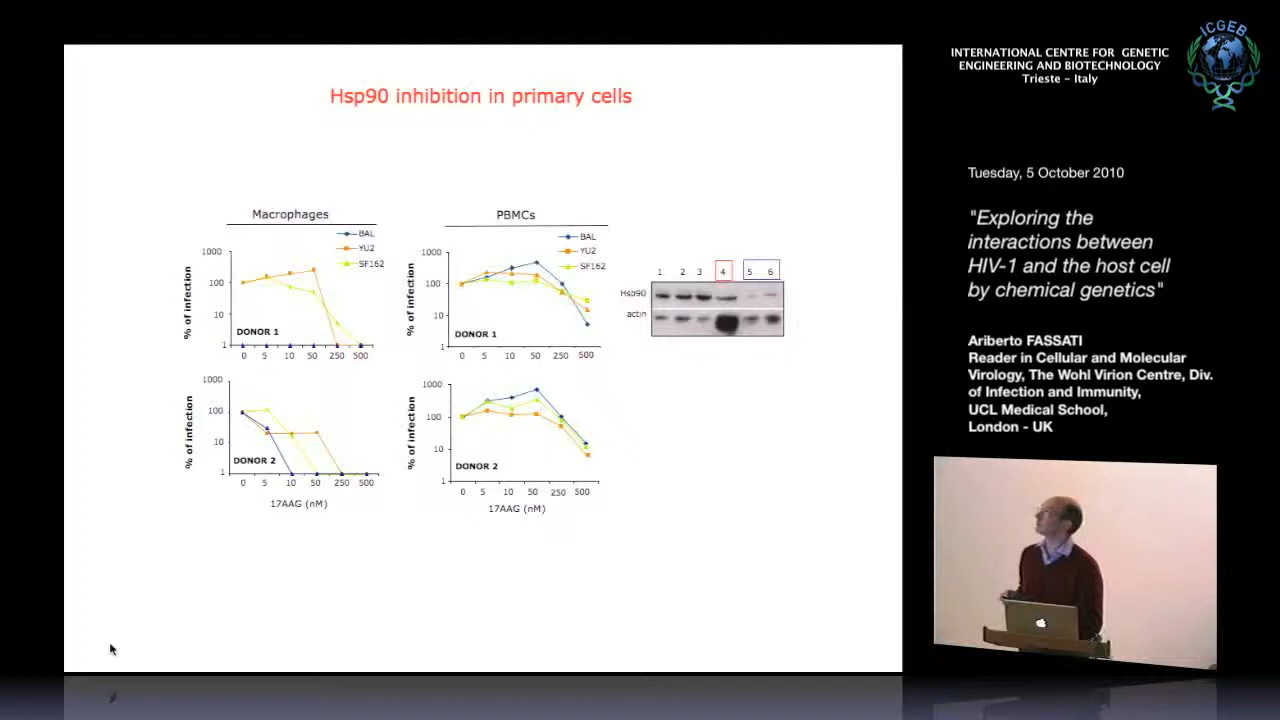 Hsp90 inhibition in primary cells
Macrophages
BAL
YU2
SF162
% of infection
1000
100
10
1
DONOR 1
0 5 10 50 250 500
PBMCs
BAL
YU2
SF162
% of infection
1000
100
10
1
DONOR 1
0 5 10 50 250 500
1 2 3 4 5 6
Hsp90
actin
% of infection
1000
100
10
1
DONOR 2
0 5 10 50 250 500
17AAG (nM)
% of infection
1000
100
10
1
DONOR 2
0 5 10 50 250 500
17AAG (nM)
INTERNATIONAL CENTRE FOR GENETIC
ENGINEERING AND BIOTECHNOLOGY
Trieste - Italy
ICGEB
Tuesday, 5 October 2010
"Exploring the
interactions between
HIV-1 and the host cell
by chemical genetics"
Ariberto FASSATI
Reader in Cellular and Molecular
Virology, The Wohl Virion Centre, Div.
of Infection and Immunity,
UCL Medical School,
London - UK